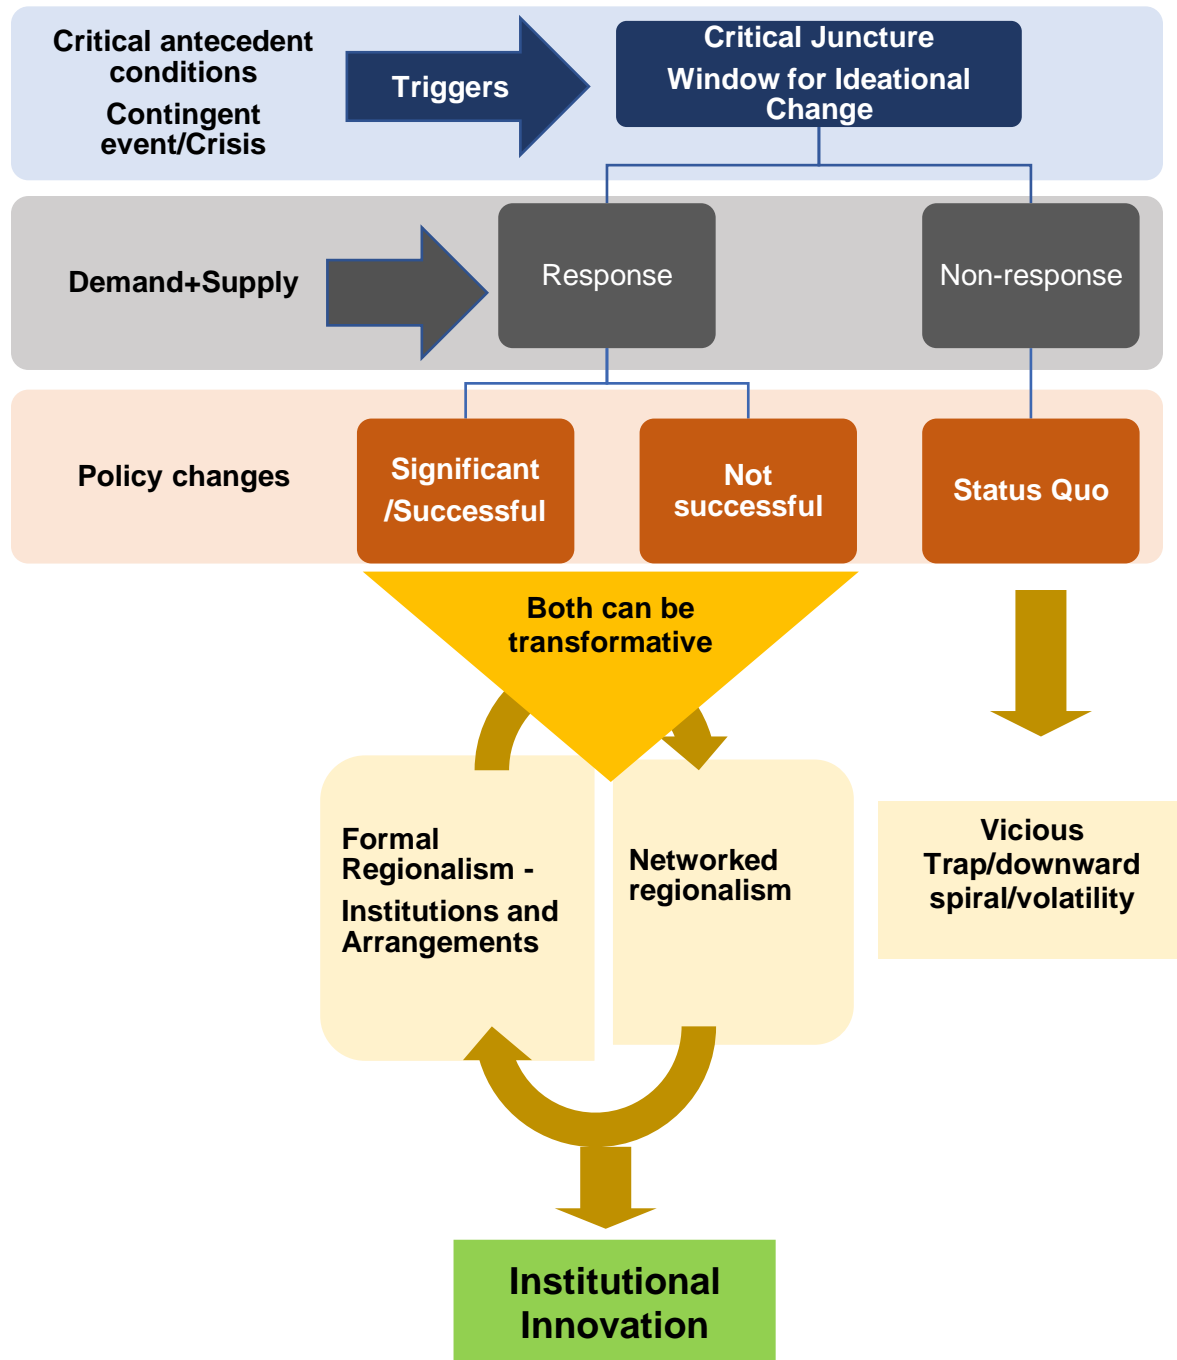 Critical antecedent
conditions
Contingent
event/Crisis
Triggers
Critical Juncture
Window for Ideational
Change
Demand+Supply
Response
Non-response
Policy changes
Significant
/Successful
Not
successful
Status Quo
Both can be
transformative
Formal
Regionalism -
Institutions and
Arrangements
Networked
regionalism
Vicious
Trap/downward
spiral/volatility
Institutional
Innovation